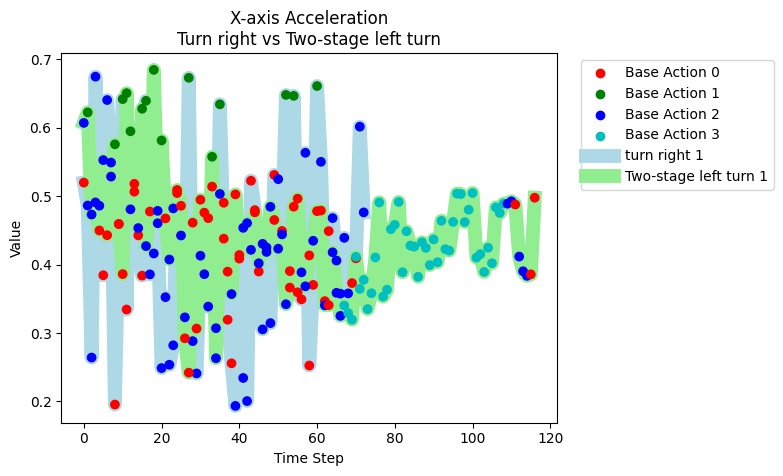 X-axis Acceleration
Turn right vs Two-stage left turn
0.7
0.6
0.5
0.4
0.3
0.2
Value
0
20
40
60
80
100
120
Time Step
Base Action 0
Base Action 1
Base Action 2
Base Action 3
turn right 1
Two-stage left turn 1